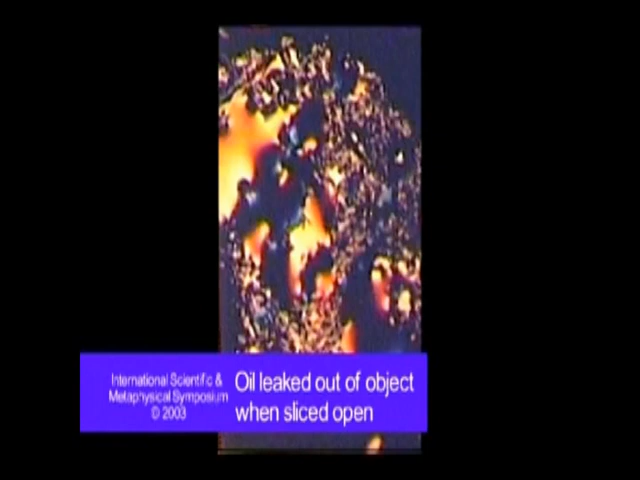 International Scientific &
Metaphysical Symposium
© 2003
Oil leaked out of object
when sliced open